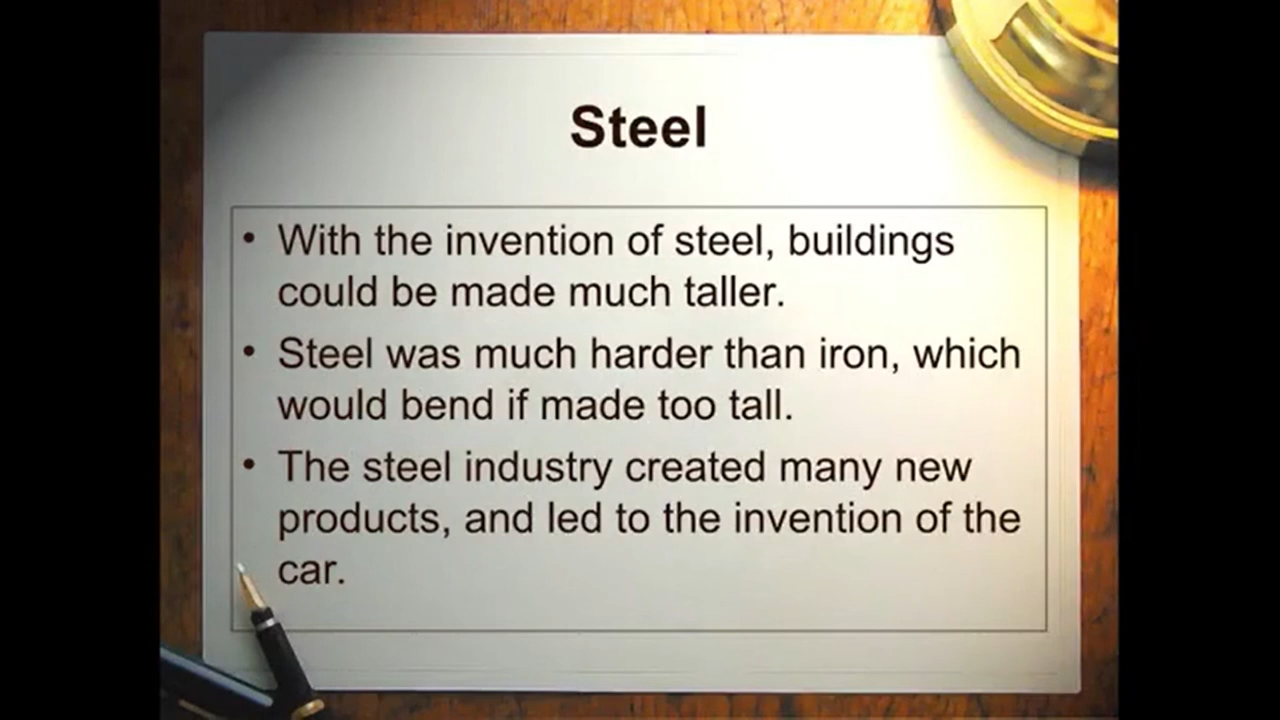 Steel
• With the invention of steel, buildings
could be made much taller.
• Steel was much harder than iron, which
would bend if made too tall.
• The steel industry created many new
products, and led to the invention of the
car.